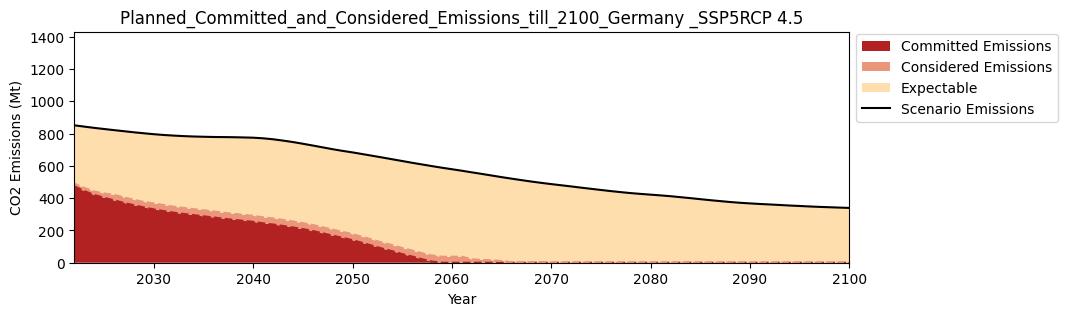 Planned_Committed_and_Considered_Emissions_till_2100_Germany _SSP5RCP 4.5
1400
1200
1000
800
600
400
200
0
CO2 Emissions (Mt)
2030 2040 2050 2060 2070 2080 2090 2100
Year
Committed Emissions
Considered Emissions
Expectable
Scenario Emissions